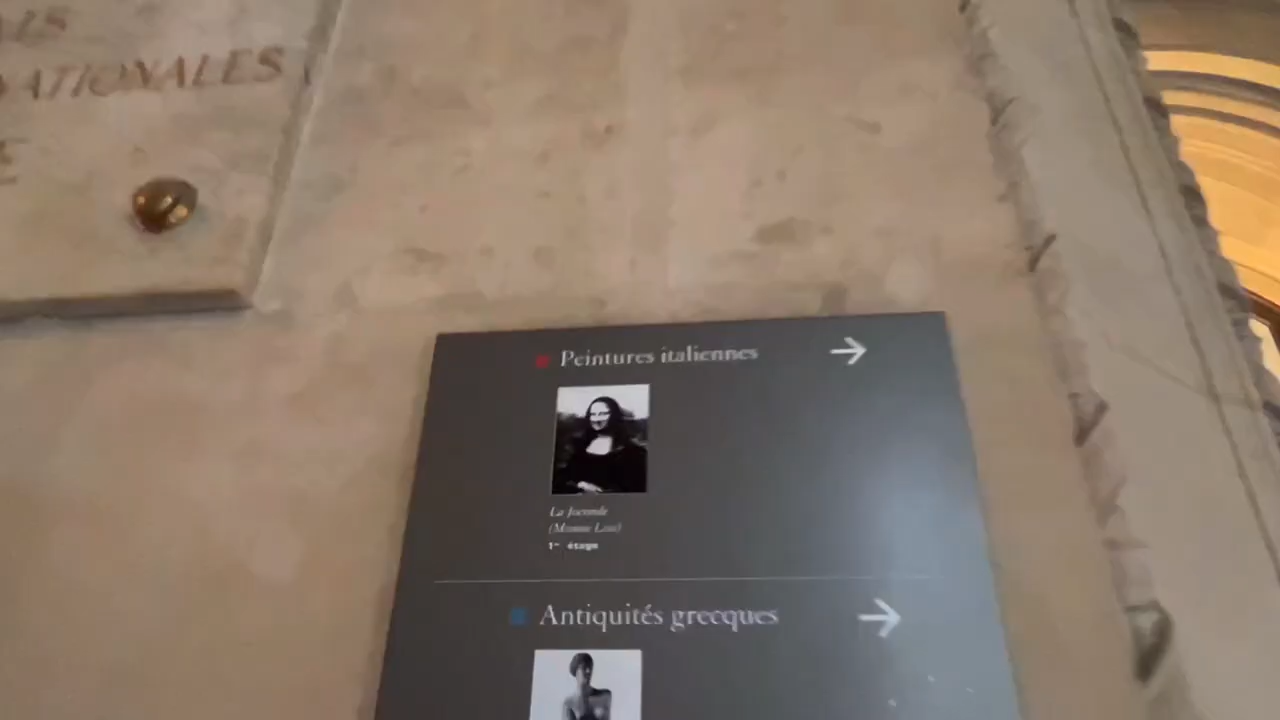 NATIONALES
Peintures italiennes
La Joconde
(Monna Lisa)
1er étage
Antiquités grecques